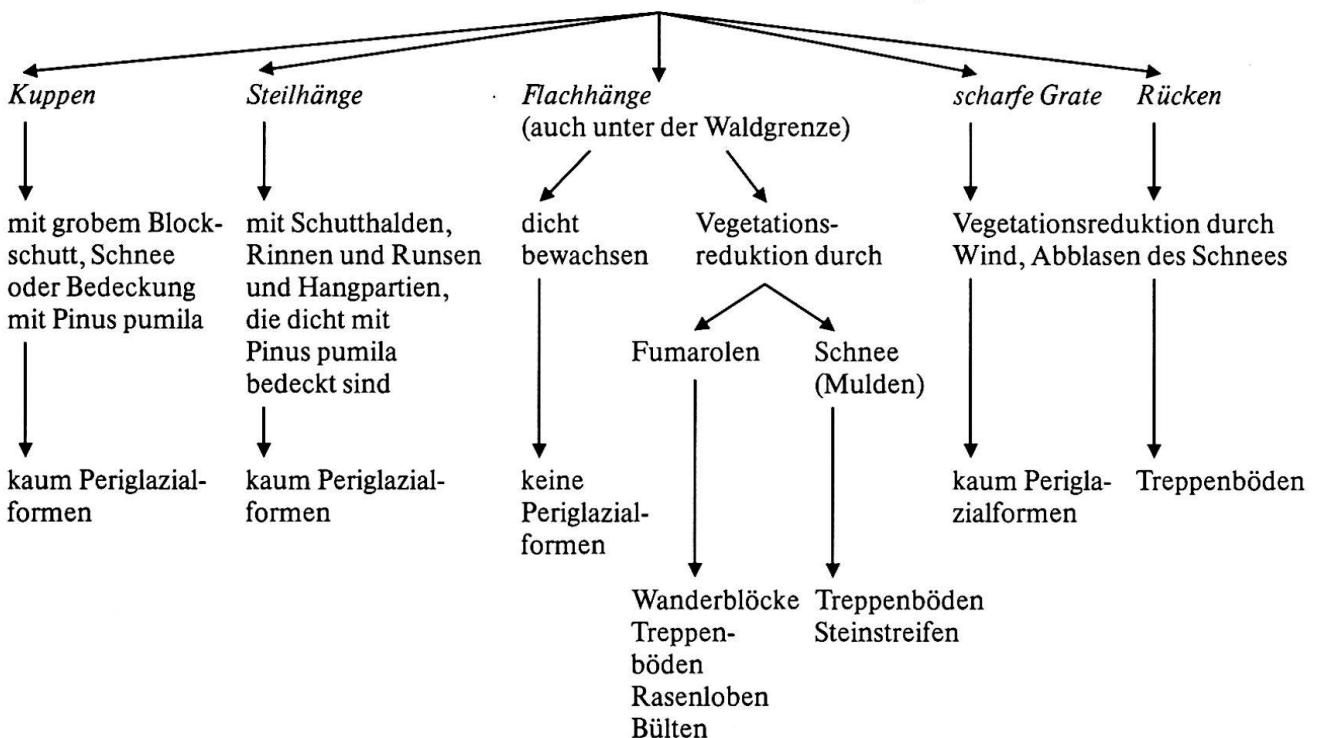 Kuppen
Steilhänge
Flachhänge
(auch unter der Waldgrenze)
scharfe Grate
Rücken
mit grobem Block-
schutt, Schnee
oder Bedeckung
mit Pinus pumila
mit Schutthalden,
Rinnen und Runsen
und Hangpartien,
die dicht mit
Pinus pumila
bedeckt sind
dicht
bewachsen
Vegetations-
reduktion durch
Vegetationsreduktion durch
Wind, Abblasen des Schnees
Fumarolen
Schnee
(Mulden)
kaum Periglazial-
formen
kaum Periglazial-
formen
keine
Periglazial-
formen
Wanderblöcke
Treppen-
böden
Rasenloben
Bülten
Treppenböden
Steinstreifen
kaum Perigla-
zialformen
Treppenböden